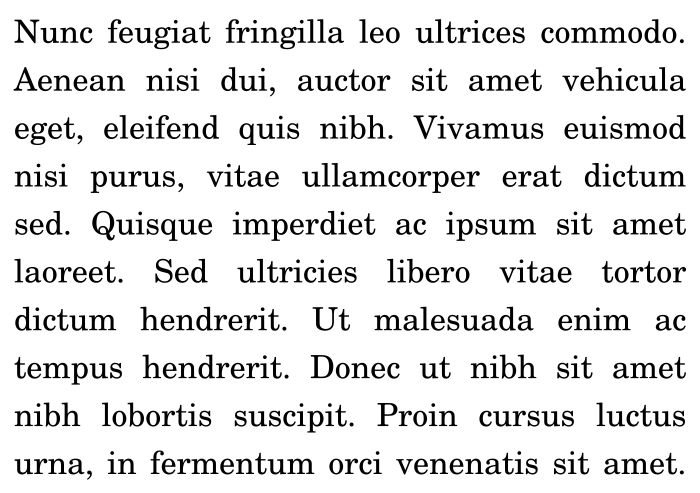 Nunc feugiat fringilla leo ultrices commodo.
Aenean nisi dui, auctor sit amet vehicula
eget, eleifend quis nibh. Vivamus euismod
nisi purus, vitae ullamcorper erat dictum
sed. Quisque imperdiet ac ipsum sit amet
laoreet. Sed ultricies libero vitae tortor
dictum hendrerit. Ut malesuada enim ac
tempus hendrerit. Donec ut nibh sit amet
nibh lobortis suscipit. Proin cursus luctus
urna, in fermentum orci venenatis sit amet.